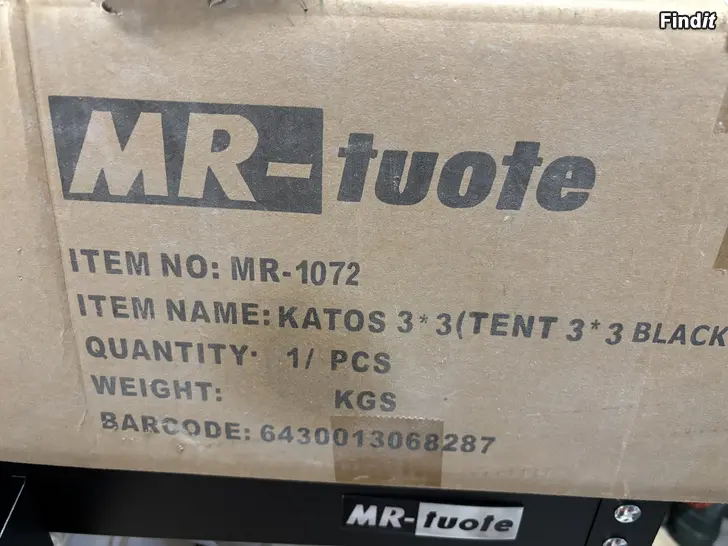 Findit
MR-tuote
ITEM NO: MR-1072
ITEM NAME: KATOS 3*3(TENT 3*3 BLACK
QUANTITY: 1/ PCS
WEIGHT: KGS
BARCODE: 6430013068287
MR-tuote